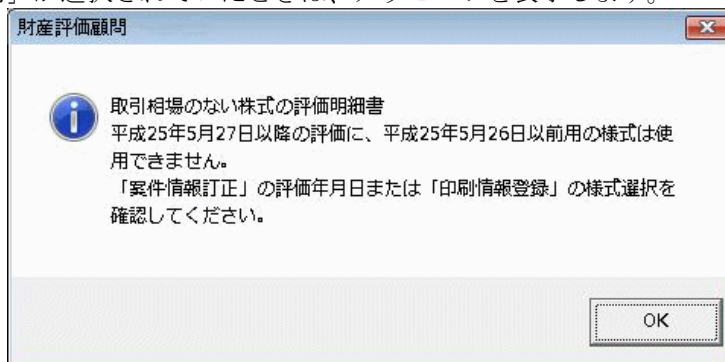 財産評価顧問
取引相場のない株式の評価明細書
平成25年5月27日以降の評価に、平成25年5月26日以前用の様式は使
用できません。
「案件情報訂正」の評価年月日または「印刷情報登録」の様式選択を
確認してください。
OK